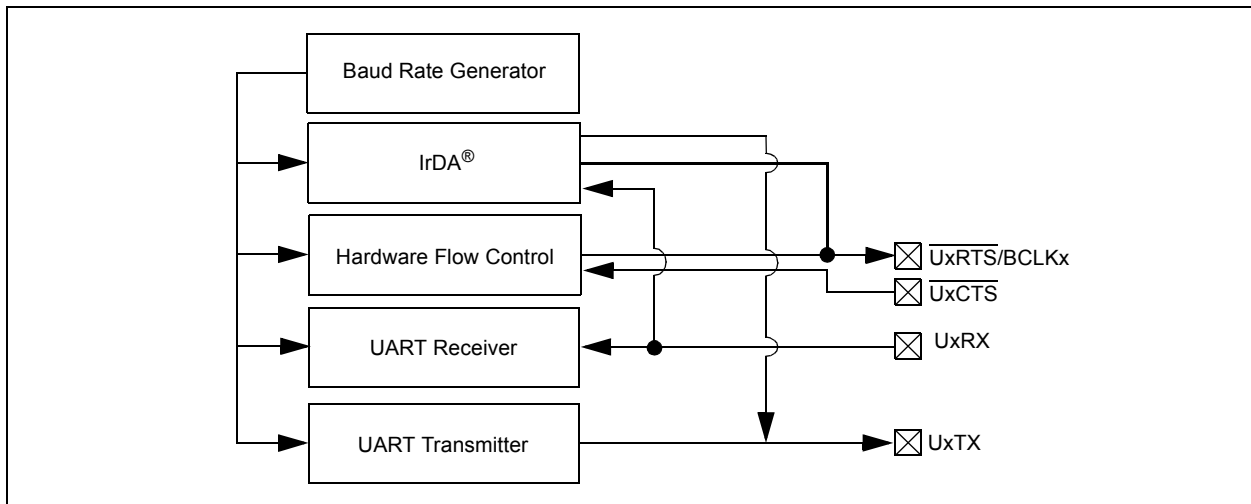 Baud Rate Generator
IrDA®
Hardware Flow Control
UxRTS/BCLKx
UxCTS
UART Receiver
UxRX
UART Transmitter
UxTX